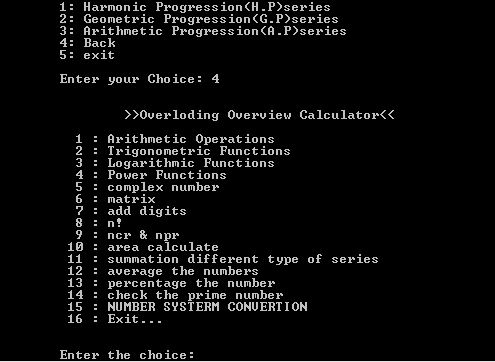 1: Harmonic Progression(H.P)series
2: Geometric Progression(G.P)series
3: Arithmetic Progression(A.P)series
4: Back
5: exit
Enter your Choice: 4
>>Overloding Overview Calculator<<
1 : Arithmetic Operations
2 : Trigonometric Functions
3 : Logarithmic Functions
4 : Power Functions
5 : complex number
6 : matrix
7 : add digits
8 : n!
9 : ncr & npr
10 : area calculate
11 : summation different type of series
12 : average the numbers
13 : percentage the number
14 : check the prime number
15 : NUMBER SYSTERM CONVERTION
16 : Exit...
Enter the choice: